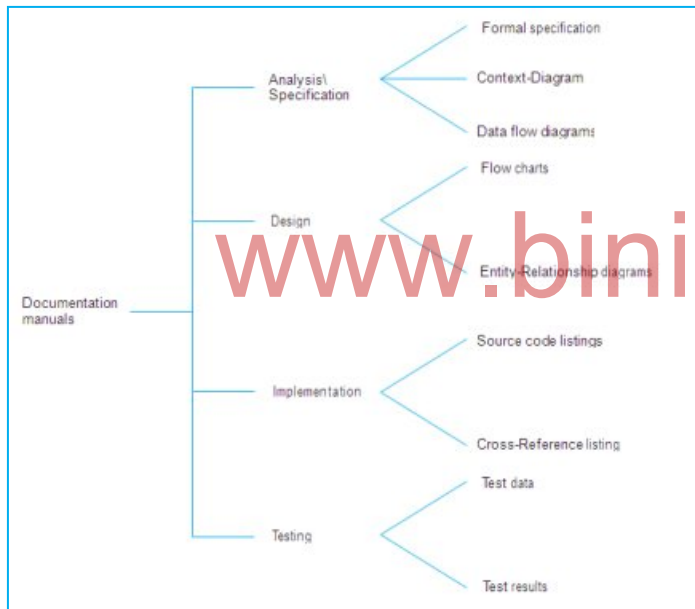 Formal specification
Analysis\
Specification
Context-Diagram
Data flow diagrams
Flow charts
Design
www.bini
Entity-Relationship diagrams
Documentation
manuals
Source code listings
Implementation
Cross-Reference listing
Test data
Testing
Test results